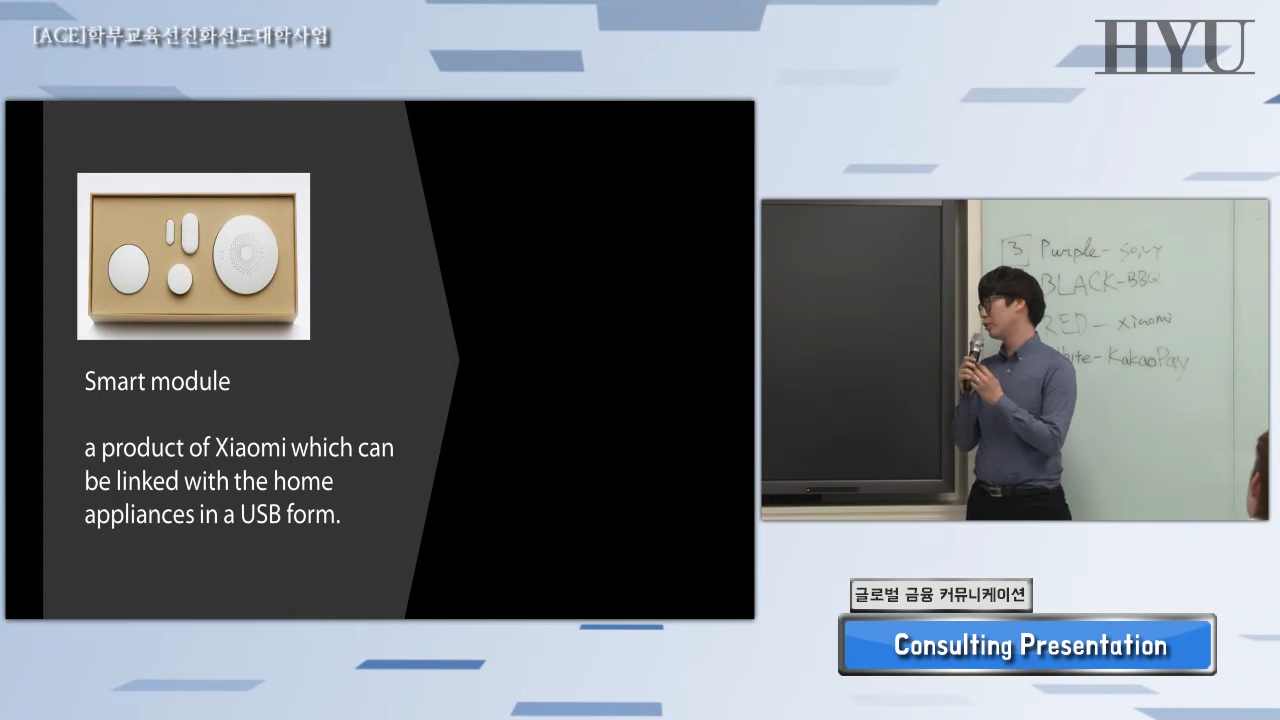 [ACE]학부교육선진화선도대학사업
HYU
Smart module
a product of Xiaomi which can
be linked with the home
appliances in a USB form.
3 Purple- Sony
BLACK-BBQ
RED - Xiaomi
hite- KakaoPay
글로벌 금융 커뮤니케이션
Consulting Presentation